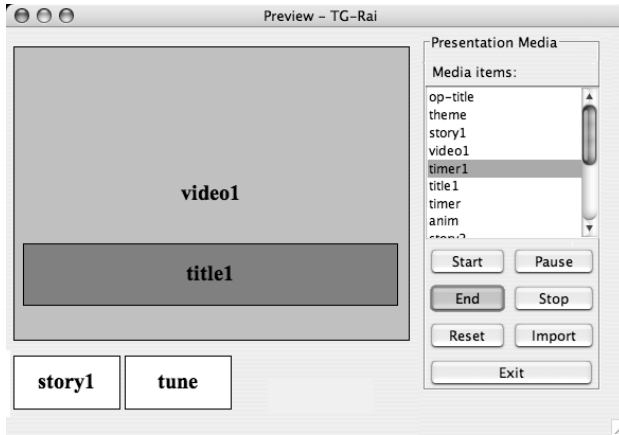 Preview – TG-Rai
video1
title1
story1
tune
Presentation Media
Media items:
op-title
theme
story1
video1
timer1
title1
timer
anim
story2
Start
Pause
End
Stop
Reset
Import
Exit